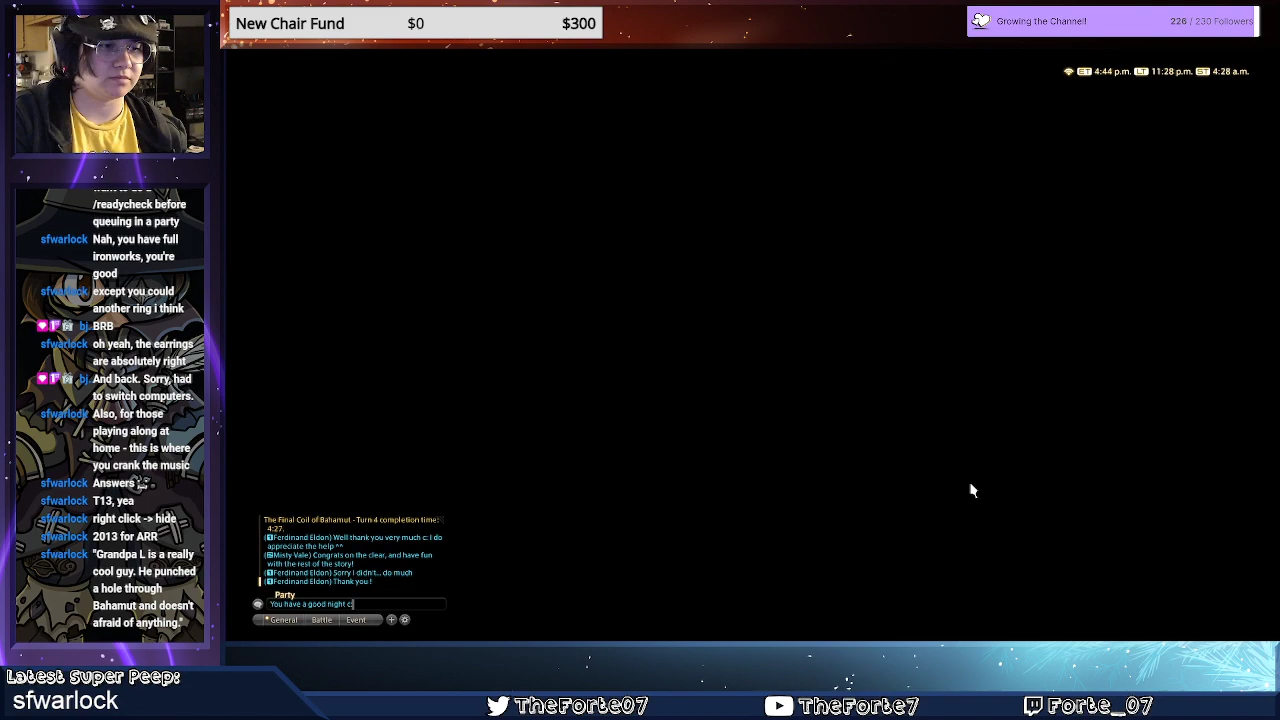 New Chair Fund $0 $300
Growing the Channel! 226 / 230 Followers
ET 4:44 p.m. LT 11:28 p.m. ST 4:28 a.m.
/readycheck before
queuing in a party
sfwarlock Nah, you have full
ironworks, you're
good
sfwarlock except you could
another ring i think
bj. BRB
sfwarlock oh yeah, the earrings
are absolutely right
bj. And back. Sorry, had
to switch computers.
sfwarlock Also, for those
playing along at
home - this is where
you crank the music
sfwarlock Answers
sfwarlock T13, yea
sfwarlock right click -> hide
sfwarlock 2013 for ARR
sfwarlock "Grandpa L is a really
cool guy. He punched
a hole through
Bahamut and doesn't
afraid of anything."
The Final Coil of Bahamut - Turn 4 completion time:
4:27.
(1Ferdinand Eldon) Well thank you very much c: I do
appreciate the help ^^
(Misty Vale) Congrats on the clear, and have fun
with the rest of the story!
(1Ferdinand Eldon) Sorry I didn't... do much
(1Ferdinand Eldon) Thank you !
Party
You have a good night c:
General Battle Event
Latest Super Peep:
sfwarlock
TheForte07 TheForte7 Forte_07